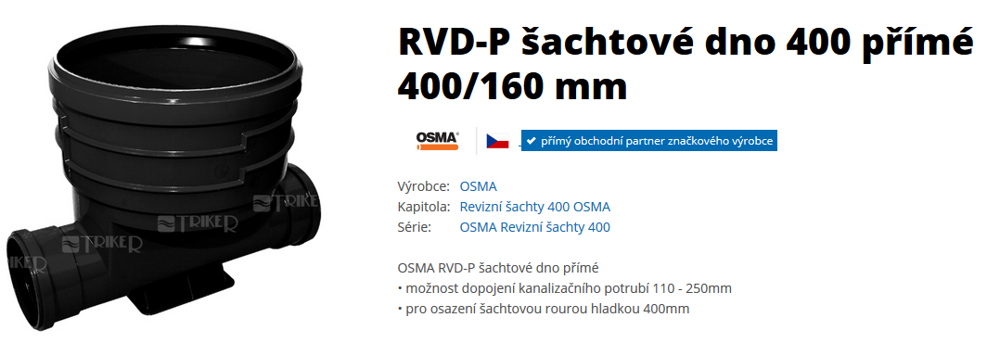 RVD-P šachtové dno 400 přímé
400/160 mm
OSMA®
přímý obchodní partner značkového výrobce
Výrobce: OSMA
Kapitola: Revizní šachty 400 OSMA
Série: OSMA Revizní šachty 400
OSMA RVD-P šachtové dno přímé
• možnost dopojení kanalizačního potrubí 110 - 250mm
• pro osazení šachtovou rourou hladkou 400mm
TRIKE
TRIKER
TRIKER
RIKER